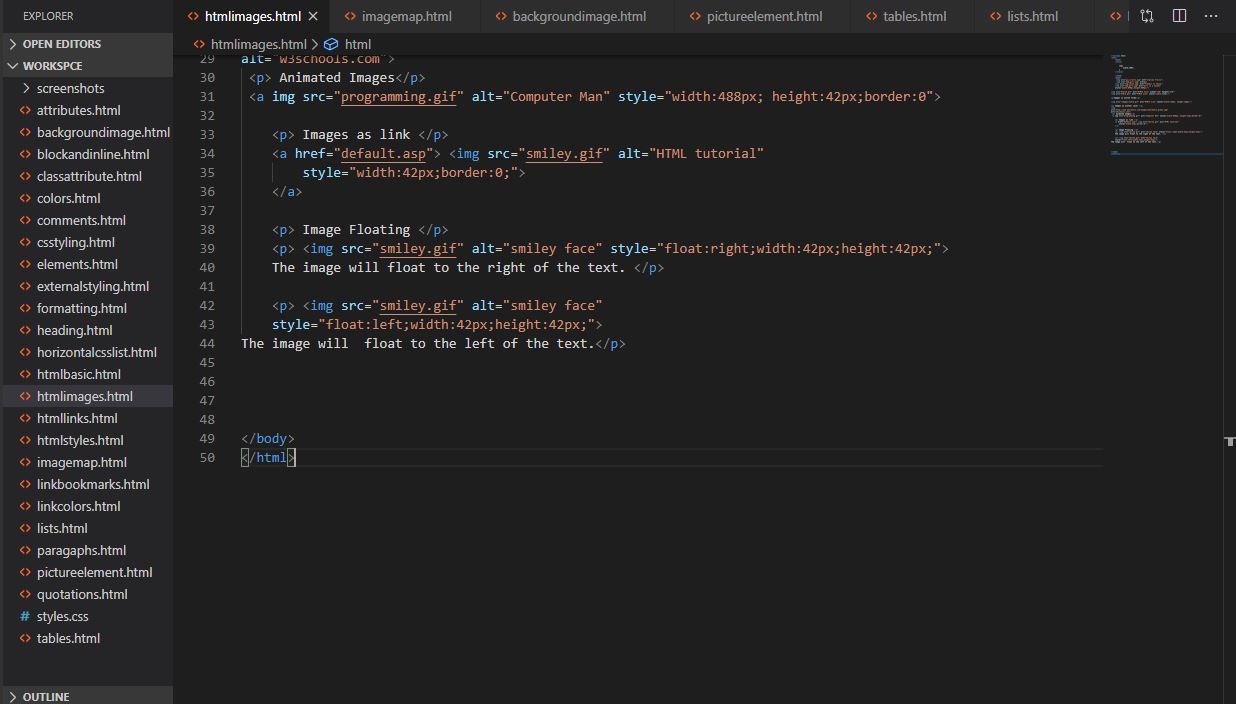 EXPLORER
htmlimages.html
imagemap.html
backgroundimage.html
pictureelement.html
tables.html
lists.html
OPEN EDITORS
WORKSPCE
screenshots
attributes.html
backgroundimage.html
blockandinline.html
classattribute.html
colors.html
comments.html
csstyling.html
elements.html
externalstyling.html
formatting.html
heading.html
horizontalcsslist.html
htmlbasic.html
htmlimages.html
htmllinks.html
htmlstyles.html
imagemap.html
linkbookmarks.html
linkcolors.html
lists.html
paragaphs.html
pictureelement.html
quotations.html
# styles.css
tables.html
OUTLINE
htmlimages.html > html
29 alt="w3schools.com">
30 <p> Animated Images</p>
31 <a img src="programming.gif" alt="Computer Man" style="width:488px; height:42px;border:0">
32
33 <p> Images as link </p>
34 <a href="default.asp"> <img src="smiley.gif" alt="HTML tutorial"
35 style="width:42px;border:0;">
36 </a>
37
38 <p> Image Floating </p>
39 <p> <img src="smiley.gif" alt="smiley face" style="float:right;width:42px;height:42px;">
40 The image will float to the right of the text. </p>
41
42 <p> <img src="smiley.gif" alt="smiley face"
43 style="float:left;width:42px;height:42px;">
44 The image will  float to the left of the text.</p>
45
46
47
48
49 </body>
50 </html>